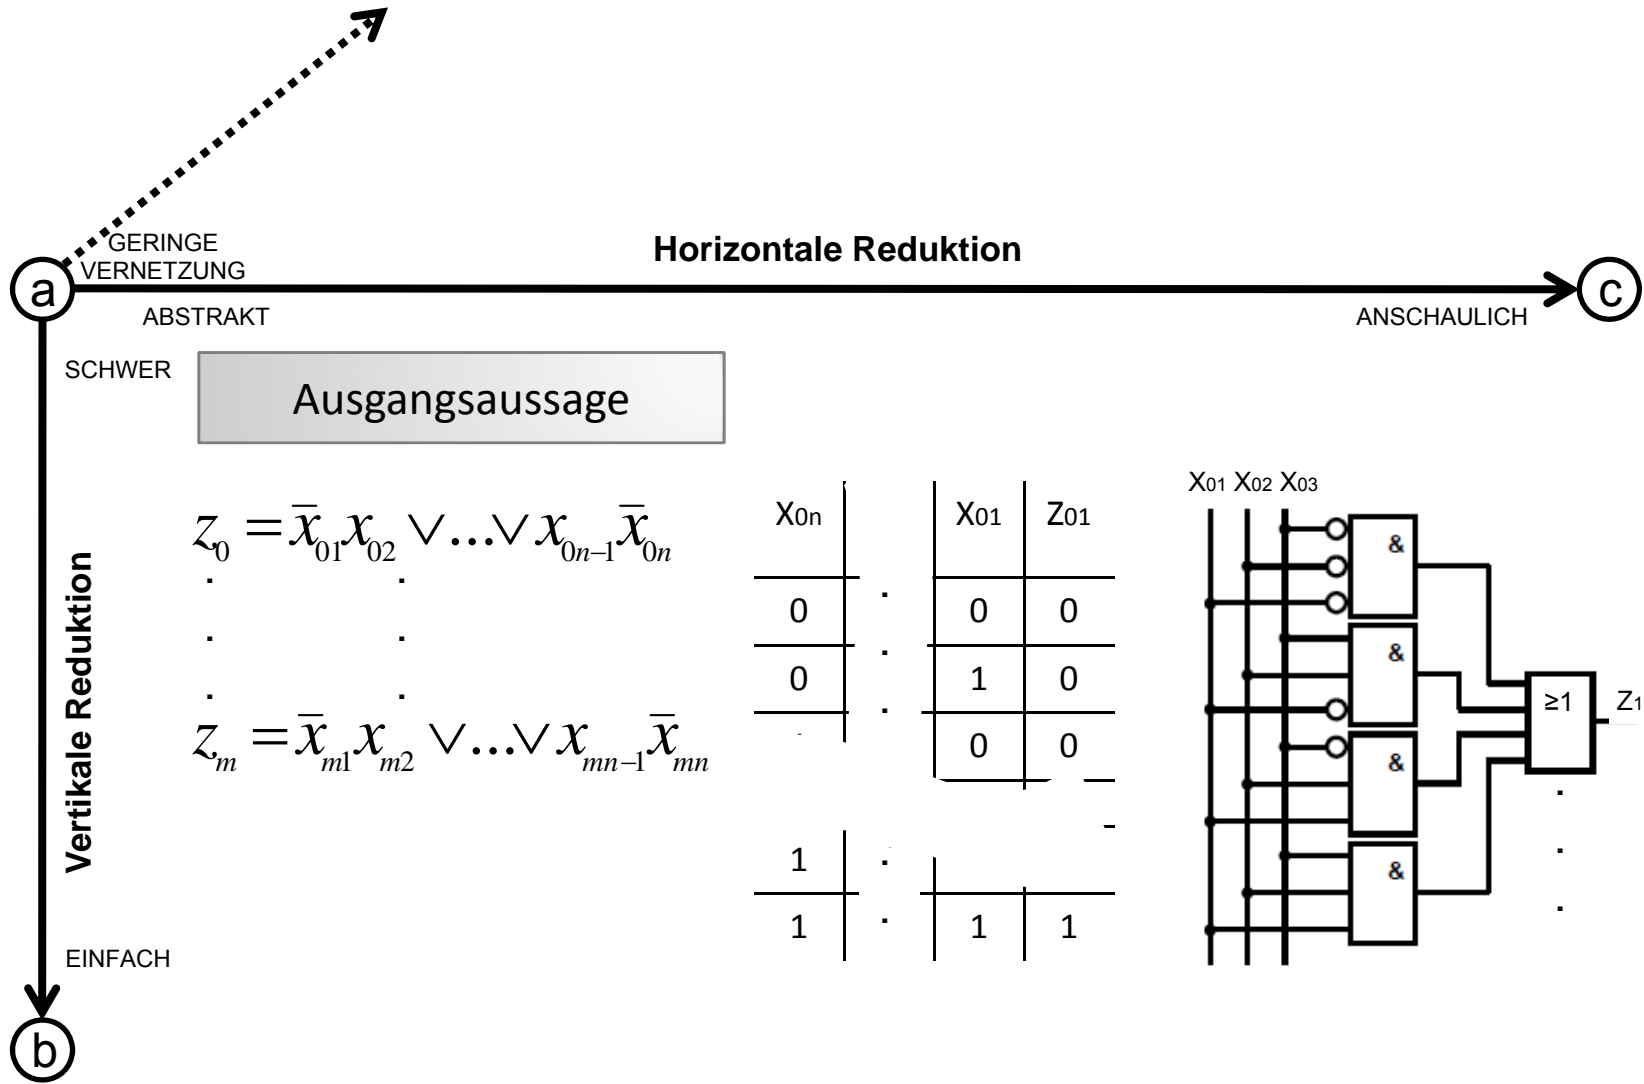 GERINGE
VERNETZUNG
Horizontale Reduktion
a
c
ABSTRAKT
ANSCHAULICH
SCHWER
Ausgangsaussage
Vertikale Reduktion
z₀ = x̄₀₁x₀₂ ∨...∨ x₀ₙ₋₁x̄₀ₙ
. .
. .
. .
zₘ = x̄ₘ₁xₘ₂ ∨...∨ xₘₙ₋₁x̄ₘₙ
X0n X01 Z01
0 . 0 0
0 . 1 0
. 0 0
1 .
1 . 1 1
X01 X02 X03
&
&
&
&
≥1
Z1
.
.
.
EINFACH
b